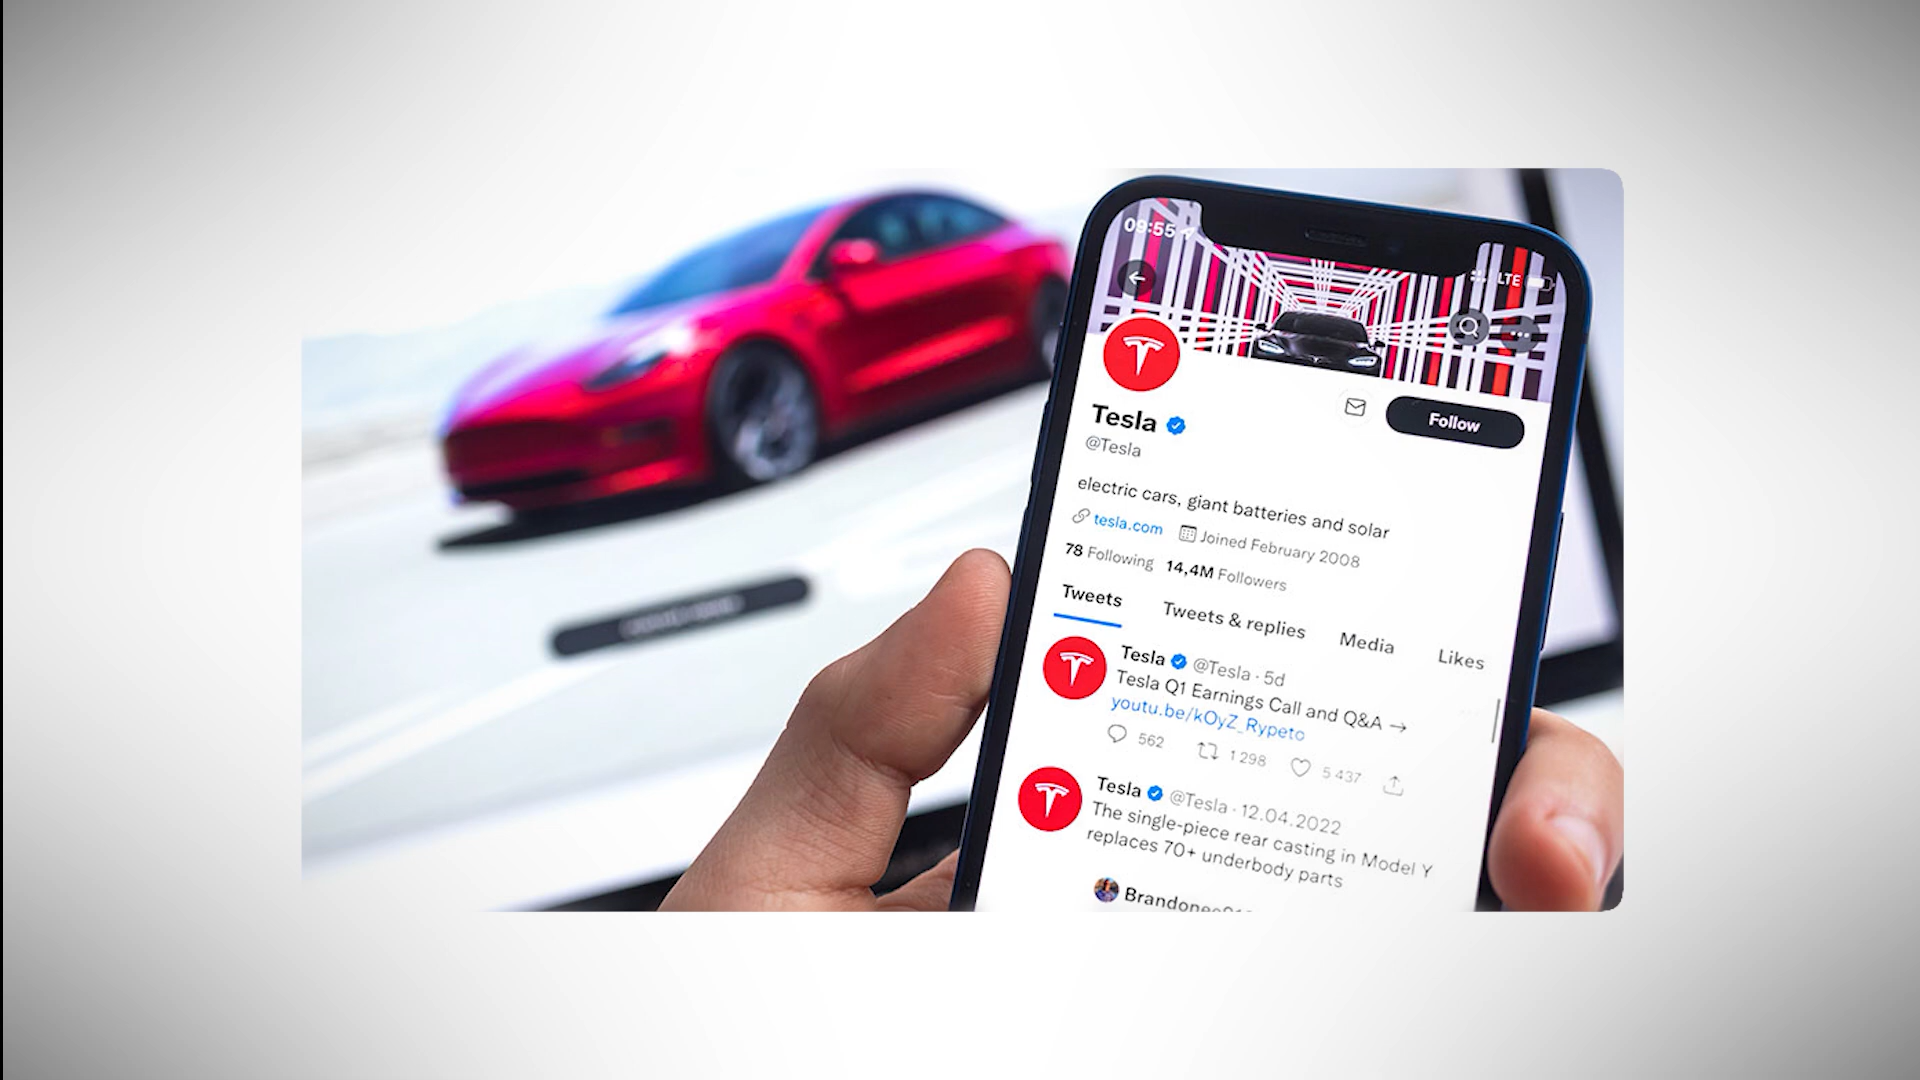 09:55
LTE
Tesla
Follow
@Tesla
electric cars, giant batteries and solar
tesla.com Joined February 2008
78 Following 14,4M Followers
Tweets Tweets & replies Media Likes
Tesla @Tesla · 5d
Tesla Q1 Earnings Call and Q&A →
youtu.be/kOyZ_Rypeto
562 1 298 5 437
Tesla @Tesla · 12.04.2022
The single-piece rear casting in Model Y
replaces 70+ underbody parts